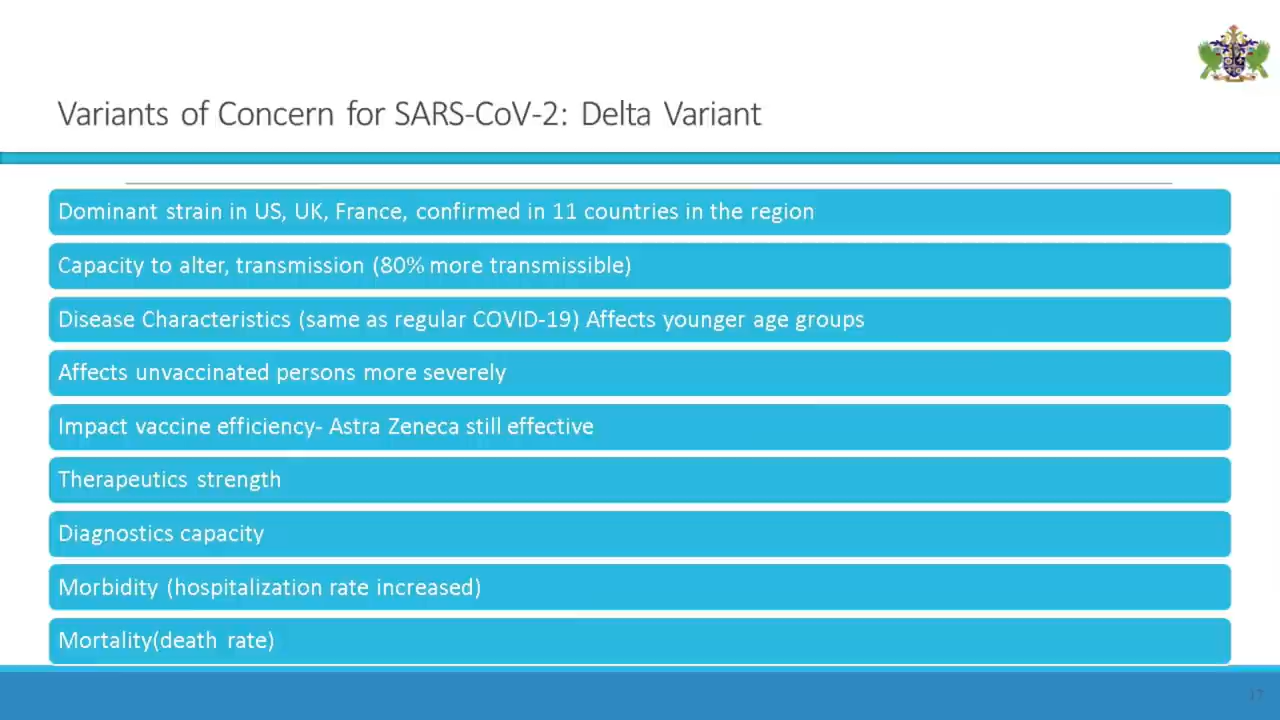 Variants of Concern for SARS-CoV-2: Delta Variant
Dominant strain in US, UK, France, confirmed in 11 countries in the region
Capacity to alter, transmission (80% more transmissible)
Disease Characteristics (same as regular COVID-19) Affects younger age groups
Affects unvaccinated persons more severely
Impact vaccine efficiency- Astra Zeneca still effective
Therapeutics strength
Diagnostics capacity
Morbidity (hospitalization rate increased)
Mortality(death rate)
17